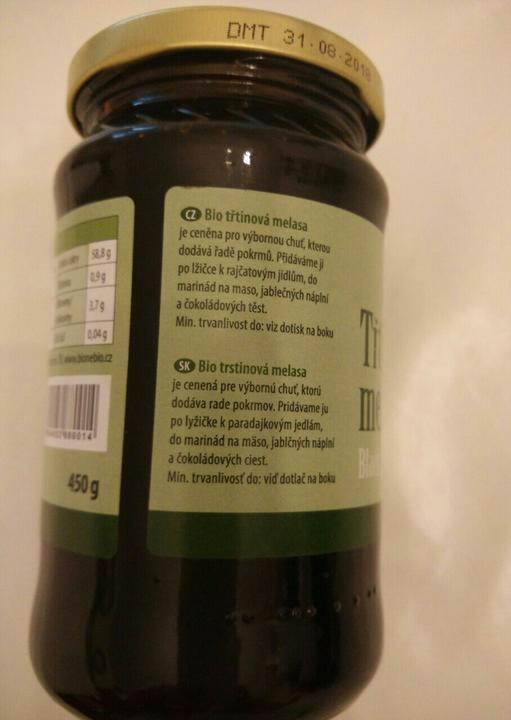 DMT 31·08·2018
CZ Bio třtinová melasa
je ceněna pro výbornou chuť, kterou
dodává řadě pokrmů. Přidáváme ji
po lžičce k rajčatovým jídlům, do
marinád na maso, jablečných náplní
a čokoládových těst.
Min. trvanlivost do: viz dotisk na boku
SK Bio trstinová melasa
je cenená pre výbornú chuť, ktorú
dodáva rade pokrmov. Pridávame ju
po lyžičke k paradajkovým jedlám,
do marinád na mäso, jabĺčných náplní
a čokoládových ciest.
Min. trvanlivosť do: viď dotlač na boku
58,8 g
0,9 g
3,7 g
0,04 g
www.bionebio.cz
450 g